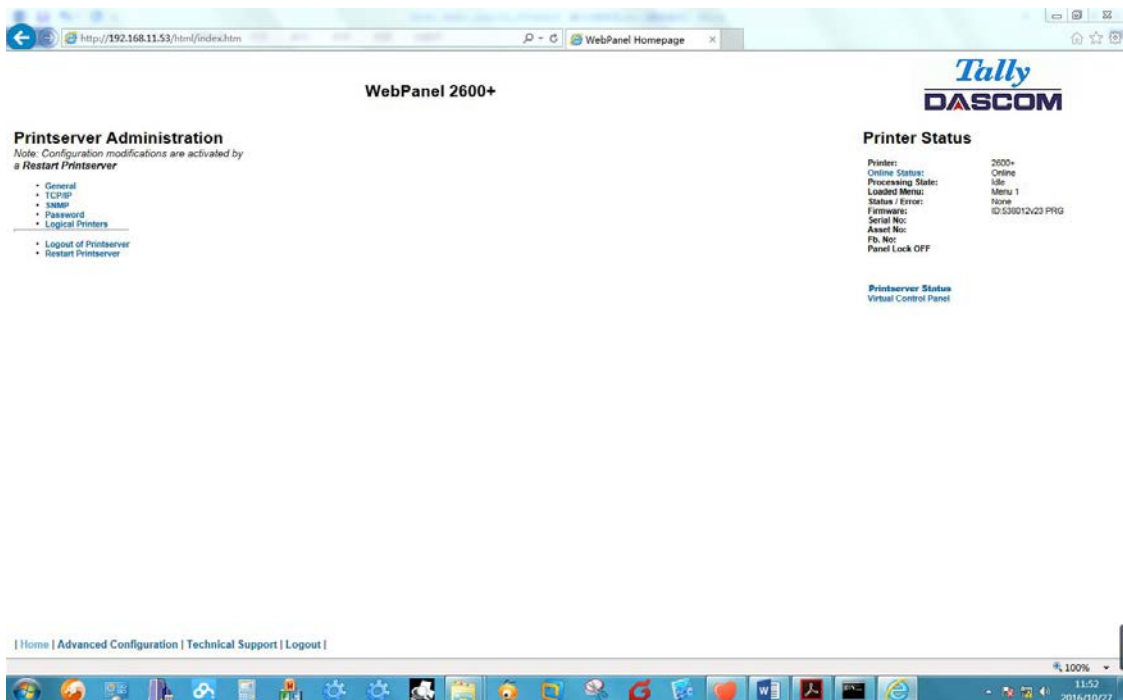 http://192.168.11.53/html/index.htm
WebPanel Homepage
WebPanel 2600+
Tally
DASCOM
Printserver Administration
Note: Configuration modifications are activated by
a Restart Printserver
• General
• TCP/IP
• SNMP
• Password
• Logical Printers
• Logout of Printserver
• Restart Printserver
Printer Status
Printer: 2600+
Online Status: Online
Processing State: Idle
Loaded Menu: Menu 1
Status / Error: None
Firmware: ID:538012v23 PRG
Serial No:
Asset No:
Fb. No:
Panel Lock OFF
Printserver Status
Virtual Control Panel
| Home | Advanced Configuration | Technical Support | Logout |
100%
11:52
2016/10/27